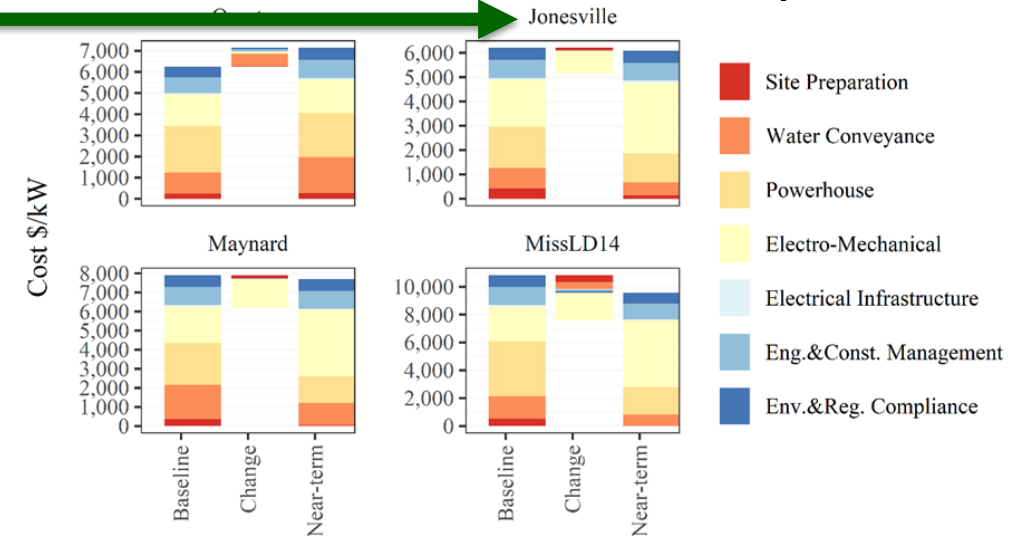 Jonesville
7,000
6,000
5,000
4,000
3,000
2,000
1,000
0
6,000
5,000
4,000
3,000
2,000
1,000
0
Cost $/kW
Maynard
MissLD14
8,000
7,000
6,000
5,000
4,000
3,000
2,000
1,000
0
10,000
8,000
6,000
4,000
2,000
0
Baseline
Change
Near-term
Baseline
Change
Near-term
Site Preparation
Water Conveyance
Powerhouse
Electro-Mechanical
Electrical Infrastructure
Eng.&Const. Management
Env.&Reg. Compliance